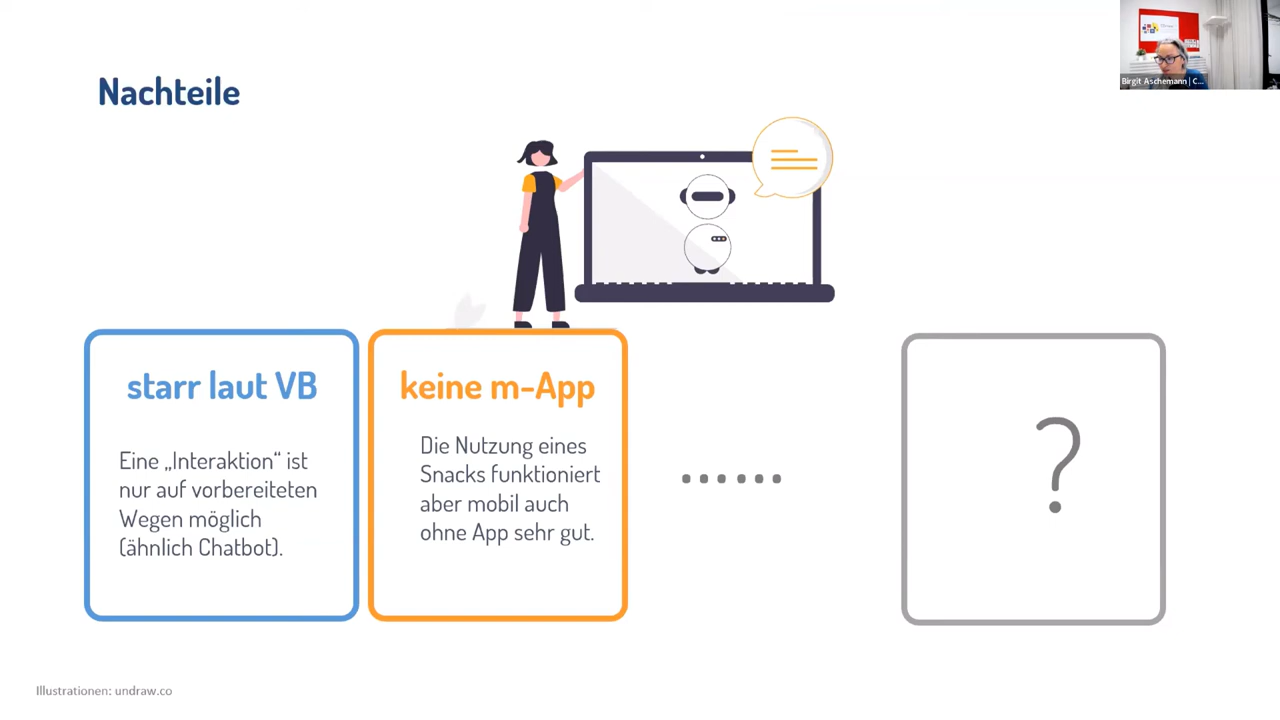 Nachteile
Birgit Aschemann | C...
starr laut VB
Eine „Interaktion“ ist
nur auf vorbereiteten
Wegen möglich
(ähnlich Chatbot).
keine m-App
Die Nutzung eines
Snacks funktioniert
aber mobil auch
ohne App sehr gut.
......
?
Illustrationen: undraw.co